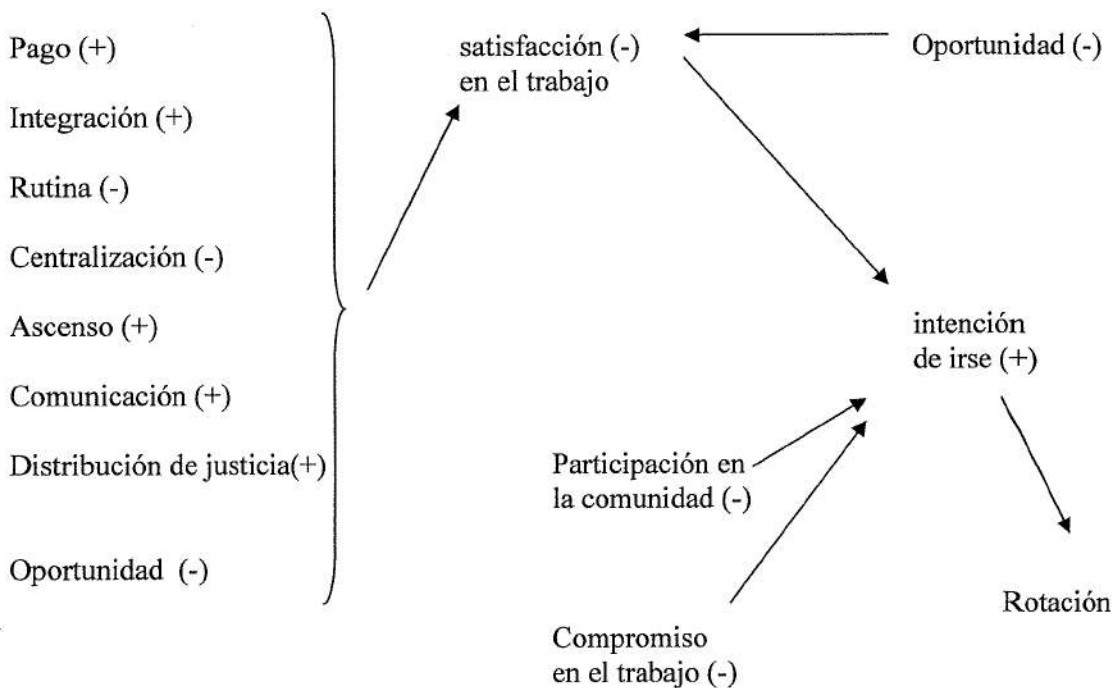 Pago (+)
Integración (+)
Rutina (-)
Centralización (-)
Ascenso (+)
Comunicación (+)
Distribución de justicia(+)
Oportunidad (-)
satisfacción (-)
en el trabajo
Oportunidad (-)
intención
de irse (+)
Participación en
la comunidad (-)
Compromiso
en el trabajo (-)
Rotación